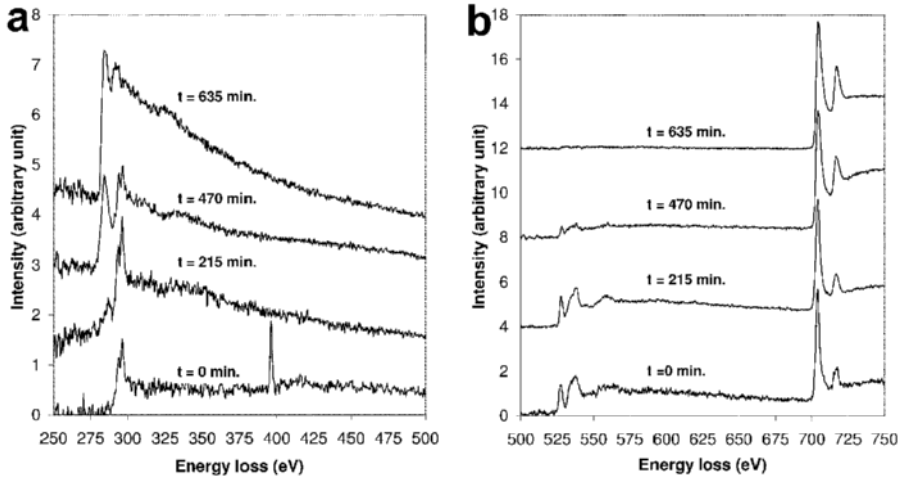 a
8
7
6
5
4
3
2
1
0
Intensity (arbitrary unit)
t = 635 min.
t = 470 min.
t = 215 min.
t = 0 min.
250 275 300 325 350 375 400 425 450 475 500
Energy loss (eV)
b
18
16
14
12
10
8
6
4
2
0
Intensity (arbitrary unit)
t = 635 min.
t = 470 min.
t = 215 min.
t =0 min.
500 525 550 575 600 625 650 675 700 725 750
Energy loss (eV)